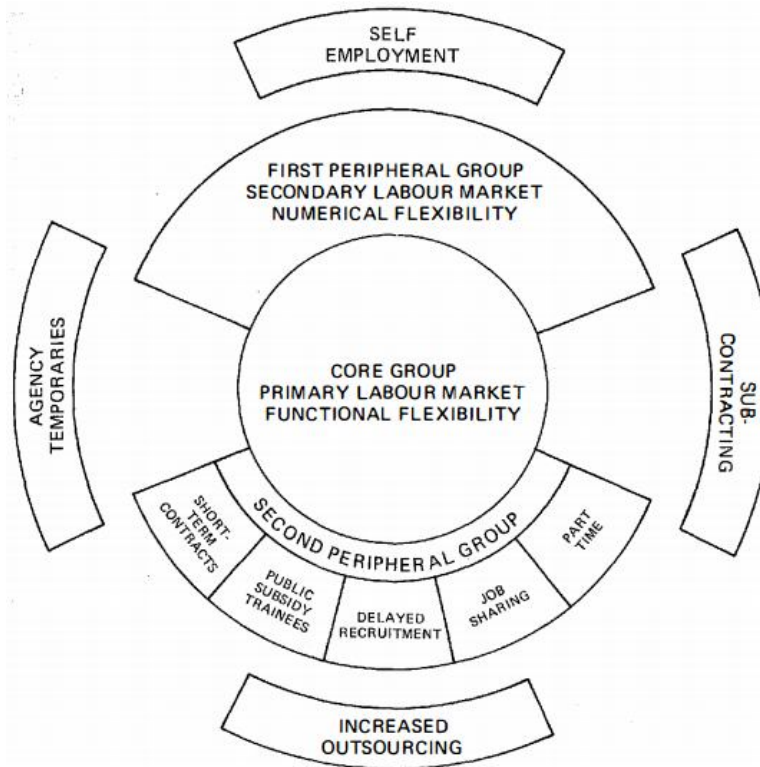 SELF
EMPLOYMENT
FIRST PERIPHERAL GROUP
SECONDARY LABOUR MARKET
NUMERICAL FLEXIBILITY
AGENCY
TEMPORARIES
CORE GROUP
PRIMARY LABOUR MARKET
FUNCTIONAL FLEXIBILITY
SUB-
CONTRACTING
SECOND PERIPHERAL GROUP
SHORT-
TERM
CONTRACTS
PUBLIC
SUBSIDY
TRAINEES
DELAYED
RECRUITMENT
JOB
SHARING
PART
TIME
INCREASED
OUTSOURCING